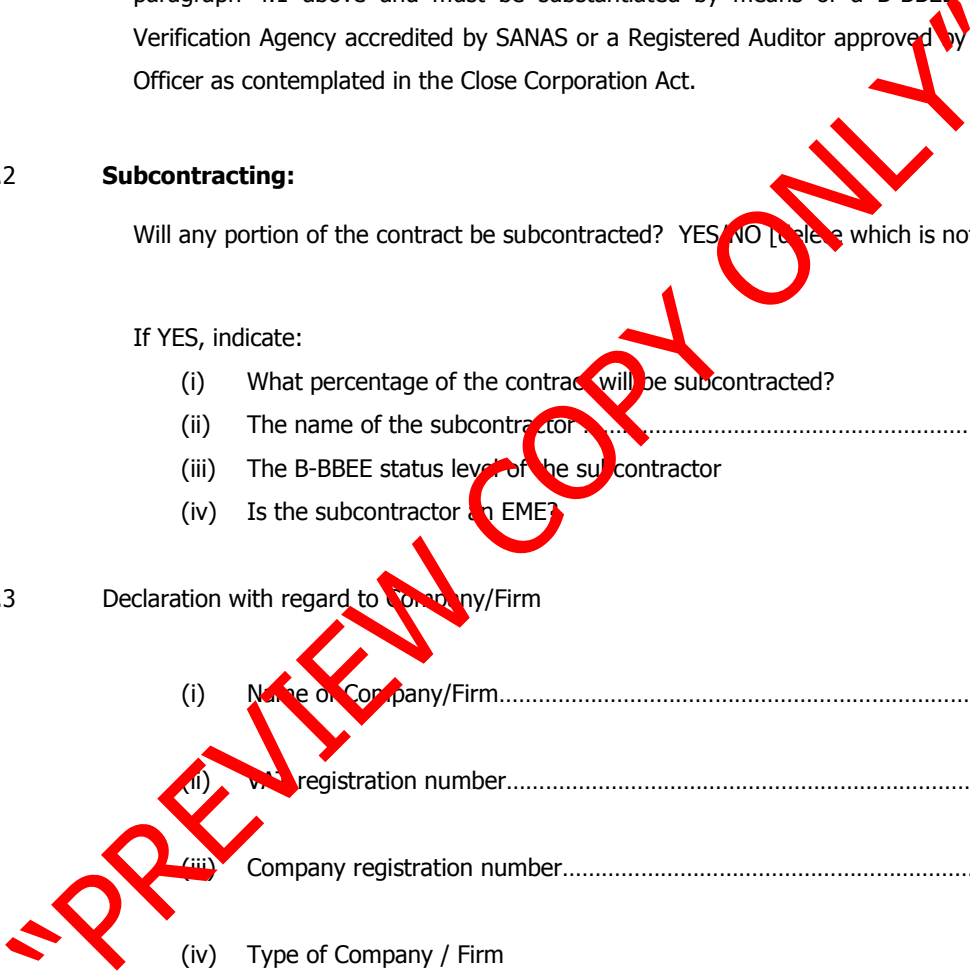 paragraph 4.1 above and must be substantiated by means of a B-BBEE
Verification Agency accredited by SANAS or a Registered Auditor approved by
Officer as contemplated in the Close Corporation Act.
.2 Subcontracting:
Will any portion of the contract be subcontracted? YES/NO [delete which is not
If YES, indicate:
(i) What percentage of the contract will be subcontracted?
(ii) The name of the subcontractor ..........................................................
(iii) The B-BBEE status level of the subcontractor
(iv) Is the subcontractor an EME?
.3 Declaration with regard to Company/Firm
(i) Name of Company/Firm......................................................................
(ii) VAT registration number.....................................................................
(iii) Company registration number............................................................
(iv) Type of Company / Firm
"PREVIEW COPY ONLY"